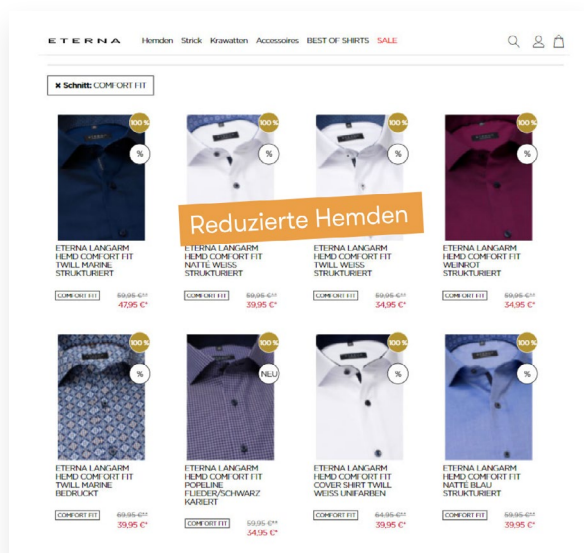 ETERNA Hemden Strick Krawatten Accessoires BEST OF SHIRTS SALE
✖ Schnitt: COMFORT FIT
100 % 100 % 100 % 100 %
% % % %
Reduzierte Hemden
ETERNA LANGARM
HEMD COMFORT FIT
TWILL MARINE
STRUKTURIERT
COMFORT FIT 59,95 €**
47,95 €*
ETERNA LANGARM
HEMD COMFORT FIT
NATTÉ WEISS
STRUKTURIERT
COMFORT FIT 59,95 €**
39,95 €*
ETERNA LANGARM
HEMD COMFORT FIT
TWILL WEISS
STRUKTURIERT
COMFORT FIT 59,95 €**
34,95 €*
ETERNA LANGARM
HEMD COMFORT FIT
WEINROT
STRUKTURIERT
COMFORT FIT 59,95 €**
34,95 €*
100 % 100 % 100 % 100 %
% NEU % %
ETERNA LANGARM
HEMD COMFORT FIT
TWILL MARINE
BEDRUCKT
COMFORT FIT 69,95 €**
39,95 €*
ETERNA LANGARM
HEMD COMFORT FIT
POPELINE
FLIEDER/SCHWARZ
KARIERT
COMFORT FIT 59,95 €**
34,95 €*
ETERNA LANGARM
HEMD COMFORT FIT
COVER SHIRT TWILL
WEISS UNIFARBEN
COMFORT FIT 64,95 €**
39,95 €*
ETERNA LANGARM
HEMD COMFORT FIT
NATTÉ BLAU
STRUKTURIERT
COMFORT FIT 59,95 €**
39,95 €*